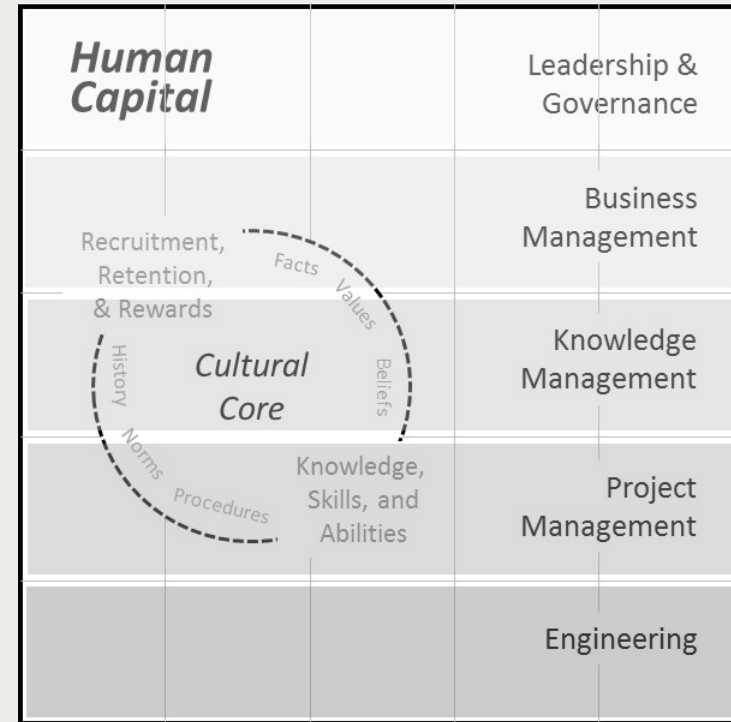 Human
Capital
Leadership &
Governance
Business
Management
Recruitment,
Retention,
& Rewards
Facts
Values
Beliefs
Knowledge
Management
Cultural
Core
History
Norms
Procedures
Knowledge,
Skills, and
Abilities
Project
Management
Engineering